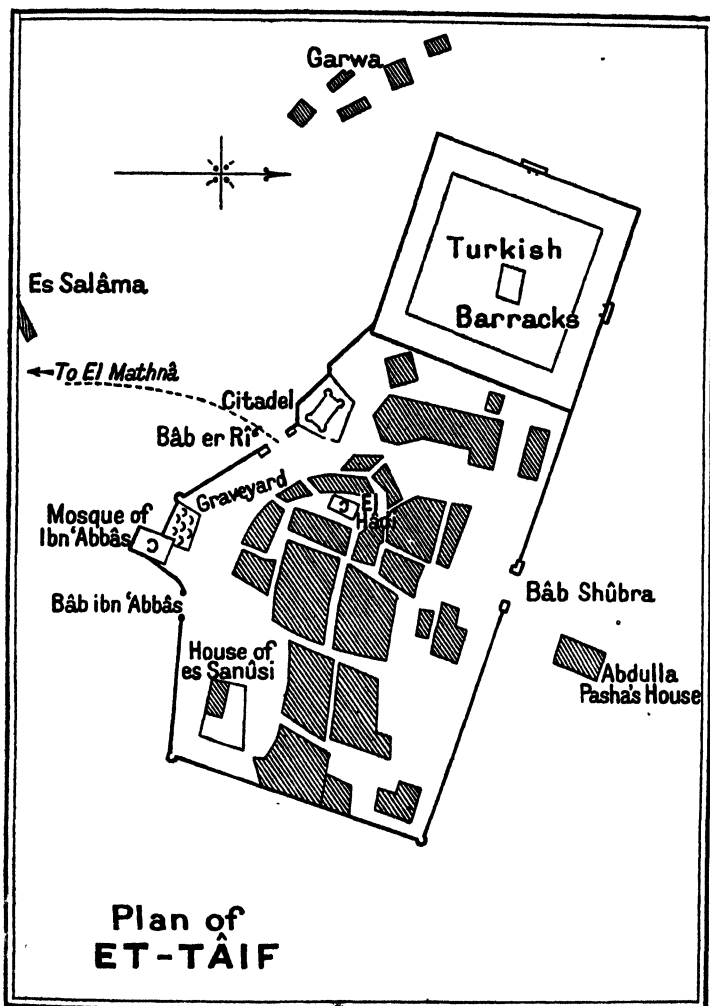 Garwa
Turkish
Barracks
Es Salâma
To El Mathnâ
Citadel
Bâb er Rî‘
Graveyard
El
Hâdi
Mosque of
Ibn ‘Abbâs
Bâb ibn ‘Abbâs
Bâb Shûbra
House of
es Sanûsi
Abdulla
Pasha's House
Plan of
ET-TÂIF